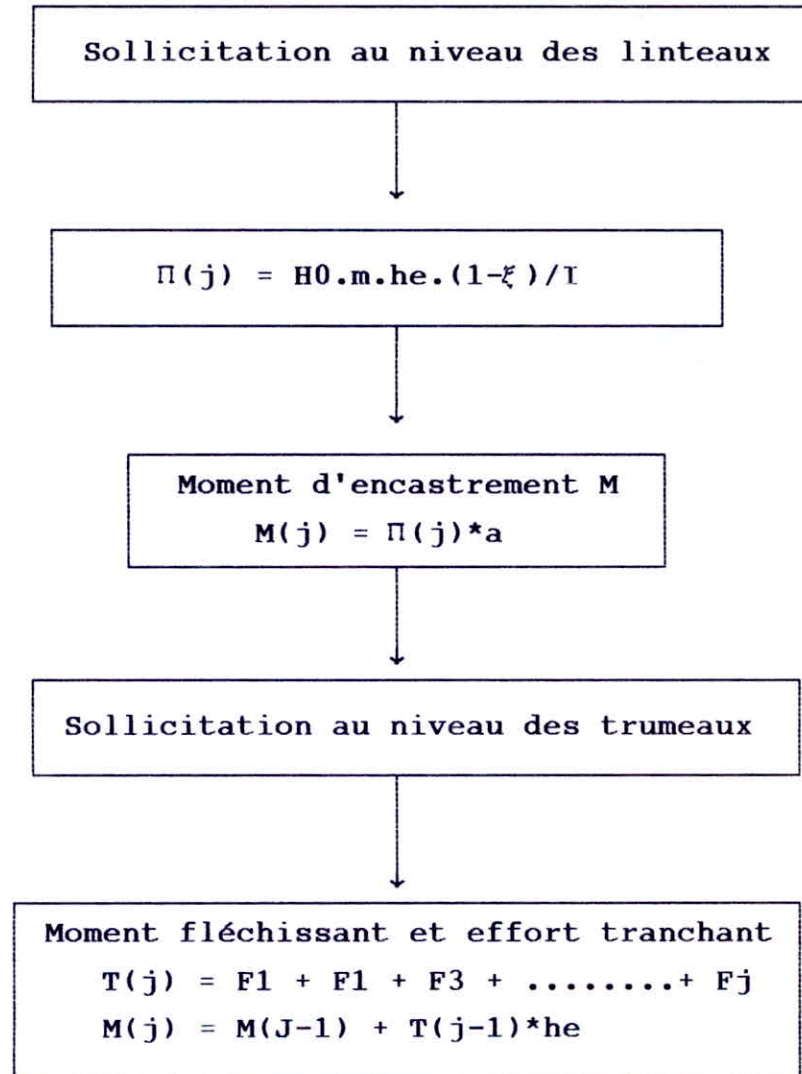 Sollicitation au niveau des linteaux
Π(j) = H0.m.he.(1-ξ)/I
Moment d'encastrement M
M(j) = Π(j)*a
Sollicitation au niveau des trumeaux
Moment fléchissant et effort tranchant
T(j) = F1 + F1 + F3 + ........+ Fj
M(j) = M(J-1) + T(j-1)*he